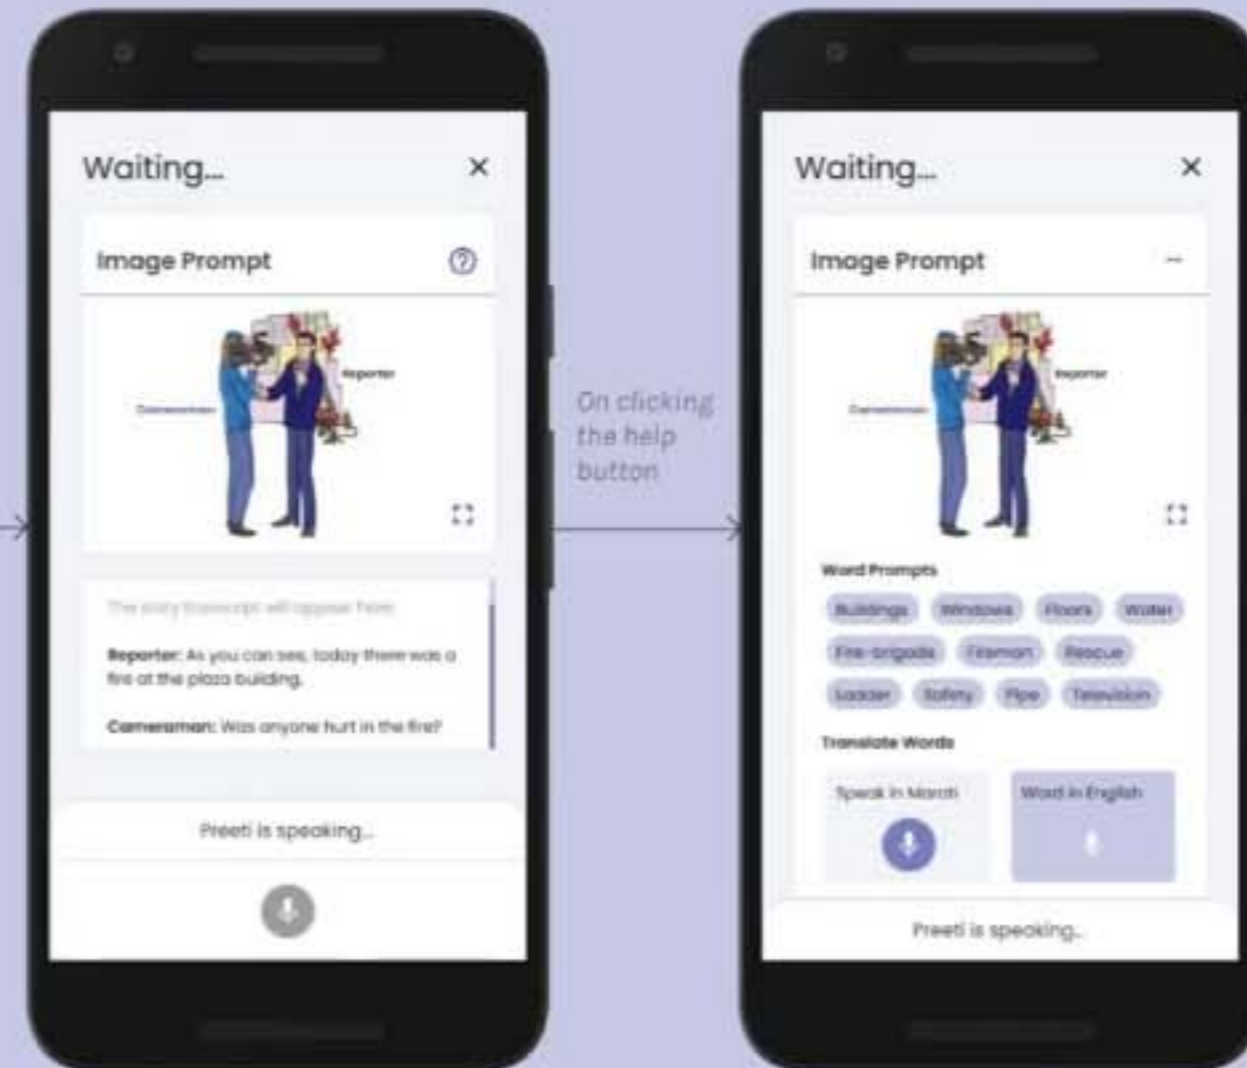 Waiting...
Image Prompt
Reporter
Cameraman
The story transcript will appear here
Reporter: As you can see, today there was a
fire at the plaza building.
Cameraman: Was anyone hurt in the fire?
Preeti is speaking...
On clicking
the help
button
Waiting...
Image Prompt
Reporter
Cameraman
Word Prompts
Buildings Windows Floors Water
Fire-brigade Rescue
Ladder Safety Pipe Television
Translate Words
Speak in Marati
Word in English
Preeti is speaking...